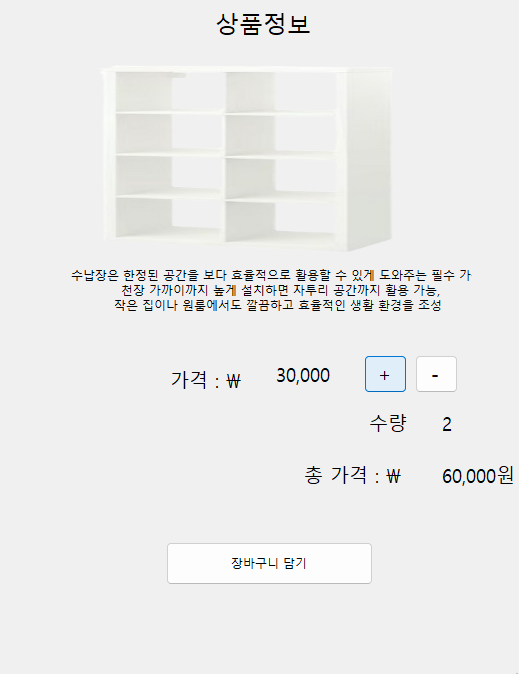 상품정보
수납장은 한정된 공간을 보다 효율적으로 활용할 수 있게 도와주는 필수 가
천장 가까이까지 높게 설치하면 자투리 공간까지 활용 가능,
작은 집이나 원룸에서도 깔끔하고 효율적인 생활 환경을 조성
가격 : ₩ 30,000 + -
수량 2
총 가격 : ₩ 60,000원
장바구니 담기